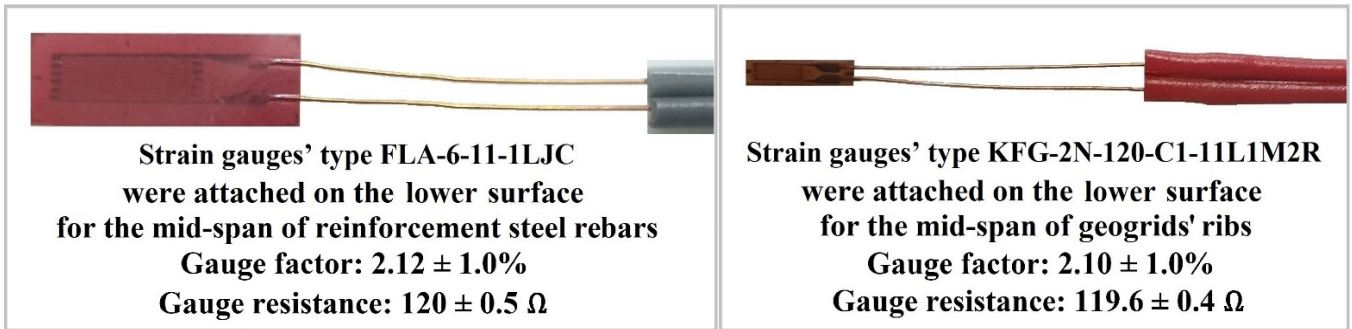 Strain gauges’ type FLA-6-11-1LJC
were attached on the lower surface
for the mid-span of reinforcement steel rebars
Gauge factor: 2.12 ± 1.0%
Gauge resistance: 120 ± 0.5 Ω
Strain gauges’ type KFG-2N-120-C1-11L1M2R
were attached on the lower surface
for the mid-span of geogrids' ribs
Gauge factor: 2.10 ± 1.0%
Gauge resistance: 119.6 ± 0.4 Ω